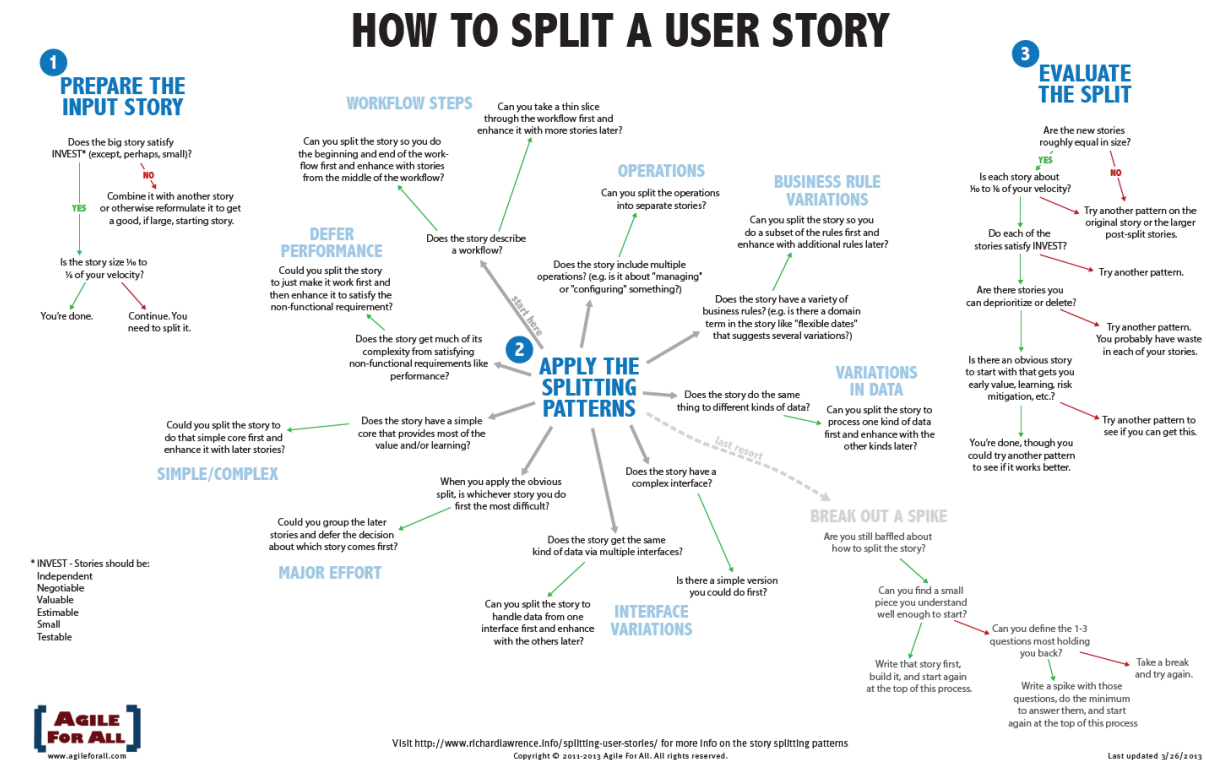 HOW TO SPLIT A USER STORY
1
PREPARE THE
INPUT STORY
Does the big story satisfy
INVEST* (except, perhaps, small)?
NO
Combine it with another story
or otherwise reformulate it to get
a good, if large, starting story.
YES
Is the story size 1/10 to
1/6 of your velocity?
You're done.
Continue. You
need to split it.
2
APPLY THE
SPLITTING
PATTERNS
start here
WORKFLOW STEPS
Can you take a thin slice
through the workflow first and
enhance it with more stories later?
Can you split the story so you do
the beginning and end of the work-
flow first and enhance with stories
from the middle of the workflow?
Does the story describe
a workflow?
OPERATIONS
Can you split the operations
into separate stories?
Does the story include multiple
operations? (e.g. is it about "managing"
or "configuring" something?)
BUSINESS RULE
VARIATIONS
Can you split the story so you
do a subset of the rules first and
enhance with additional rules later?
Does the story have a variety of
business rules? (e.g. is there a domain
term in the story like "flexible dates"
that suggests several variations?)
VARIATIONS
IN DATA
Does the story do the same
thing to different kinds of data?
Can you split the story to
process one kind of data
first and enhance with the
other kinds later?
DEFER
PERFORMANCE
Could you split the story
to just make it work first and
then enhance it to satisfy the
non-functional requirement?
Does the story get much of its
complexity from satisfying
non-functional requirements like
performance?
Does the story have a simple
core that provides most of the
value and/or learning?
Could you split the story to
do that simple core first and
enhance it with later stories?
SIMPLE/COMPLEX
When you apply the obvious
split, is whichever story you do
first the most difficult?
Could you group the later
stories and defer the decision
about which story comes first?
MAJOR EFFORT
Does the story have a
complex interface?
Does the story get the same
kind of data via multiple interfaces?
Is there a simple version
you could do first?
Can you split the story to
handle data from one
interface first and enhance
with the others later?
INTERFACE
VARIATIONS
last resort
BREAK OUT A SPIKE
Are you still baffled about
how to split the story?
Can you find a small
piece you understand
well enough to start?
Can you define the 1-3
questions most holding
you back?
Write that story first,
build it, and start again
at the top of this process.
Take a break
and try again.
Write a spike with those
questions, do the minimum
to answer them, and start
again at the top of this process
3
EVALUATE
THE SPLIT
Are the new stories
roughly equal in size?
YES
NO
Is each story about
1/10 to 1/6 of your velocity?
Try another pattern on the
original story or the larger
post-split stories.
Do each of the
stories satisfy INVEST?
Try another pattern.
Are there stories you
can deprioritize or delete?
Try another pattern.
You probably have waste
in each of your stories.
Is there an obvious story
to start with that gets you
early value, learning, risk
mitigation, etc.?
Try another pattern to
see if you can get this.
You're done, though you
could try another pattern
to see if it works better.
* INVEST - Stories should be:
Independent
Negotiable
Valuable
Estimable
Small
Testable
AGILE
FOR ALL
www.agileforall.com
Visit http://www.richardlawrence.info/splitting-user-stories/ for more info on the story splitting patterns
Copyright © 2011-2013 Agile For All. All rights reserved.
Last updated 3/26/2013